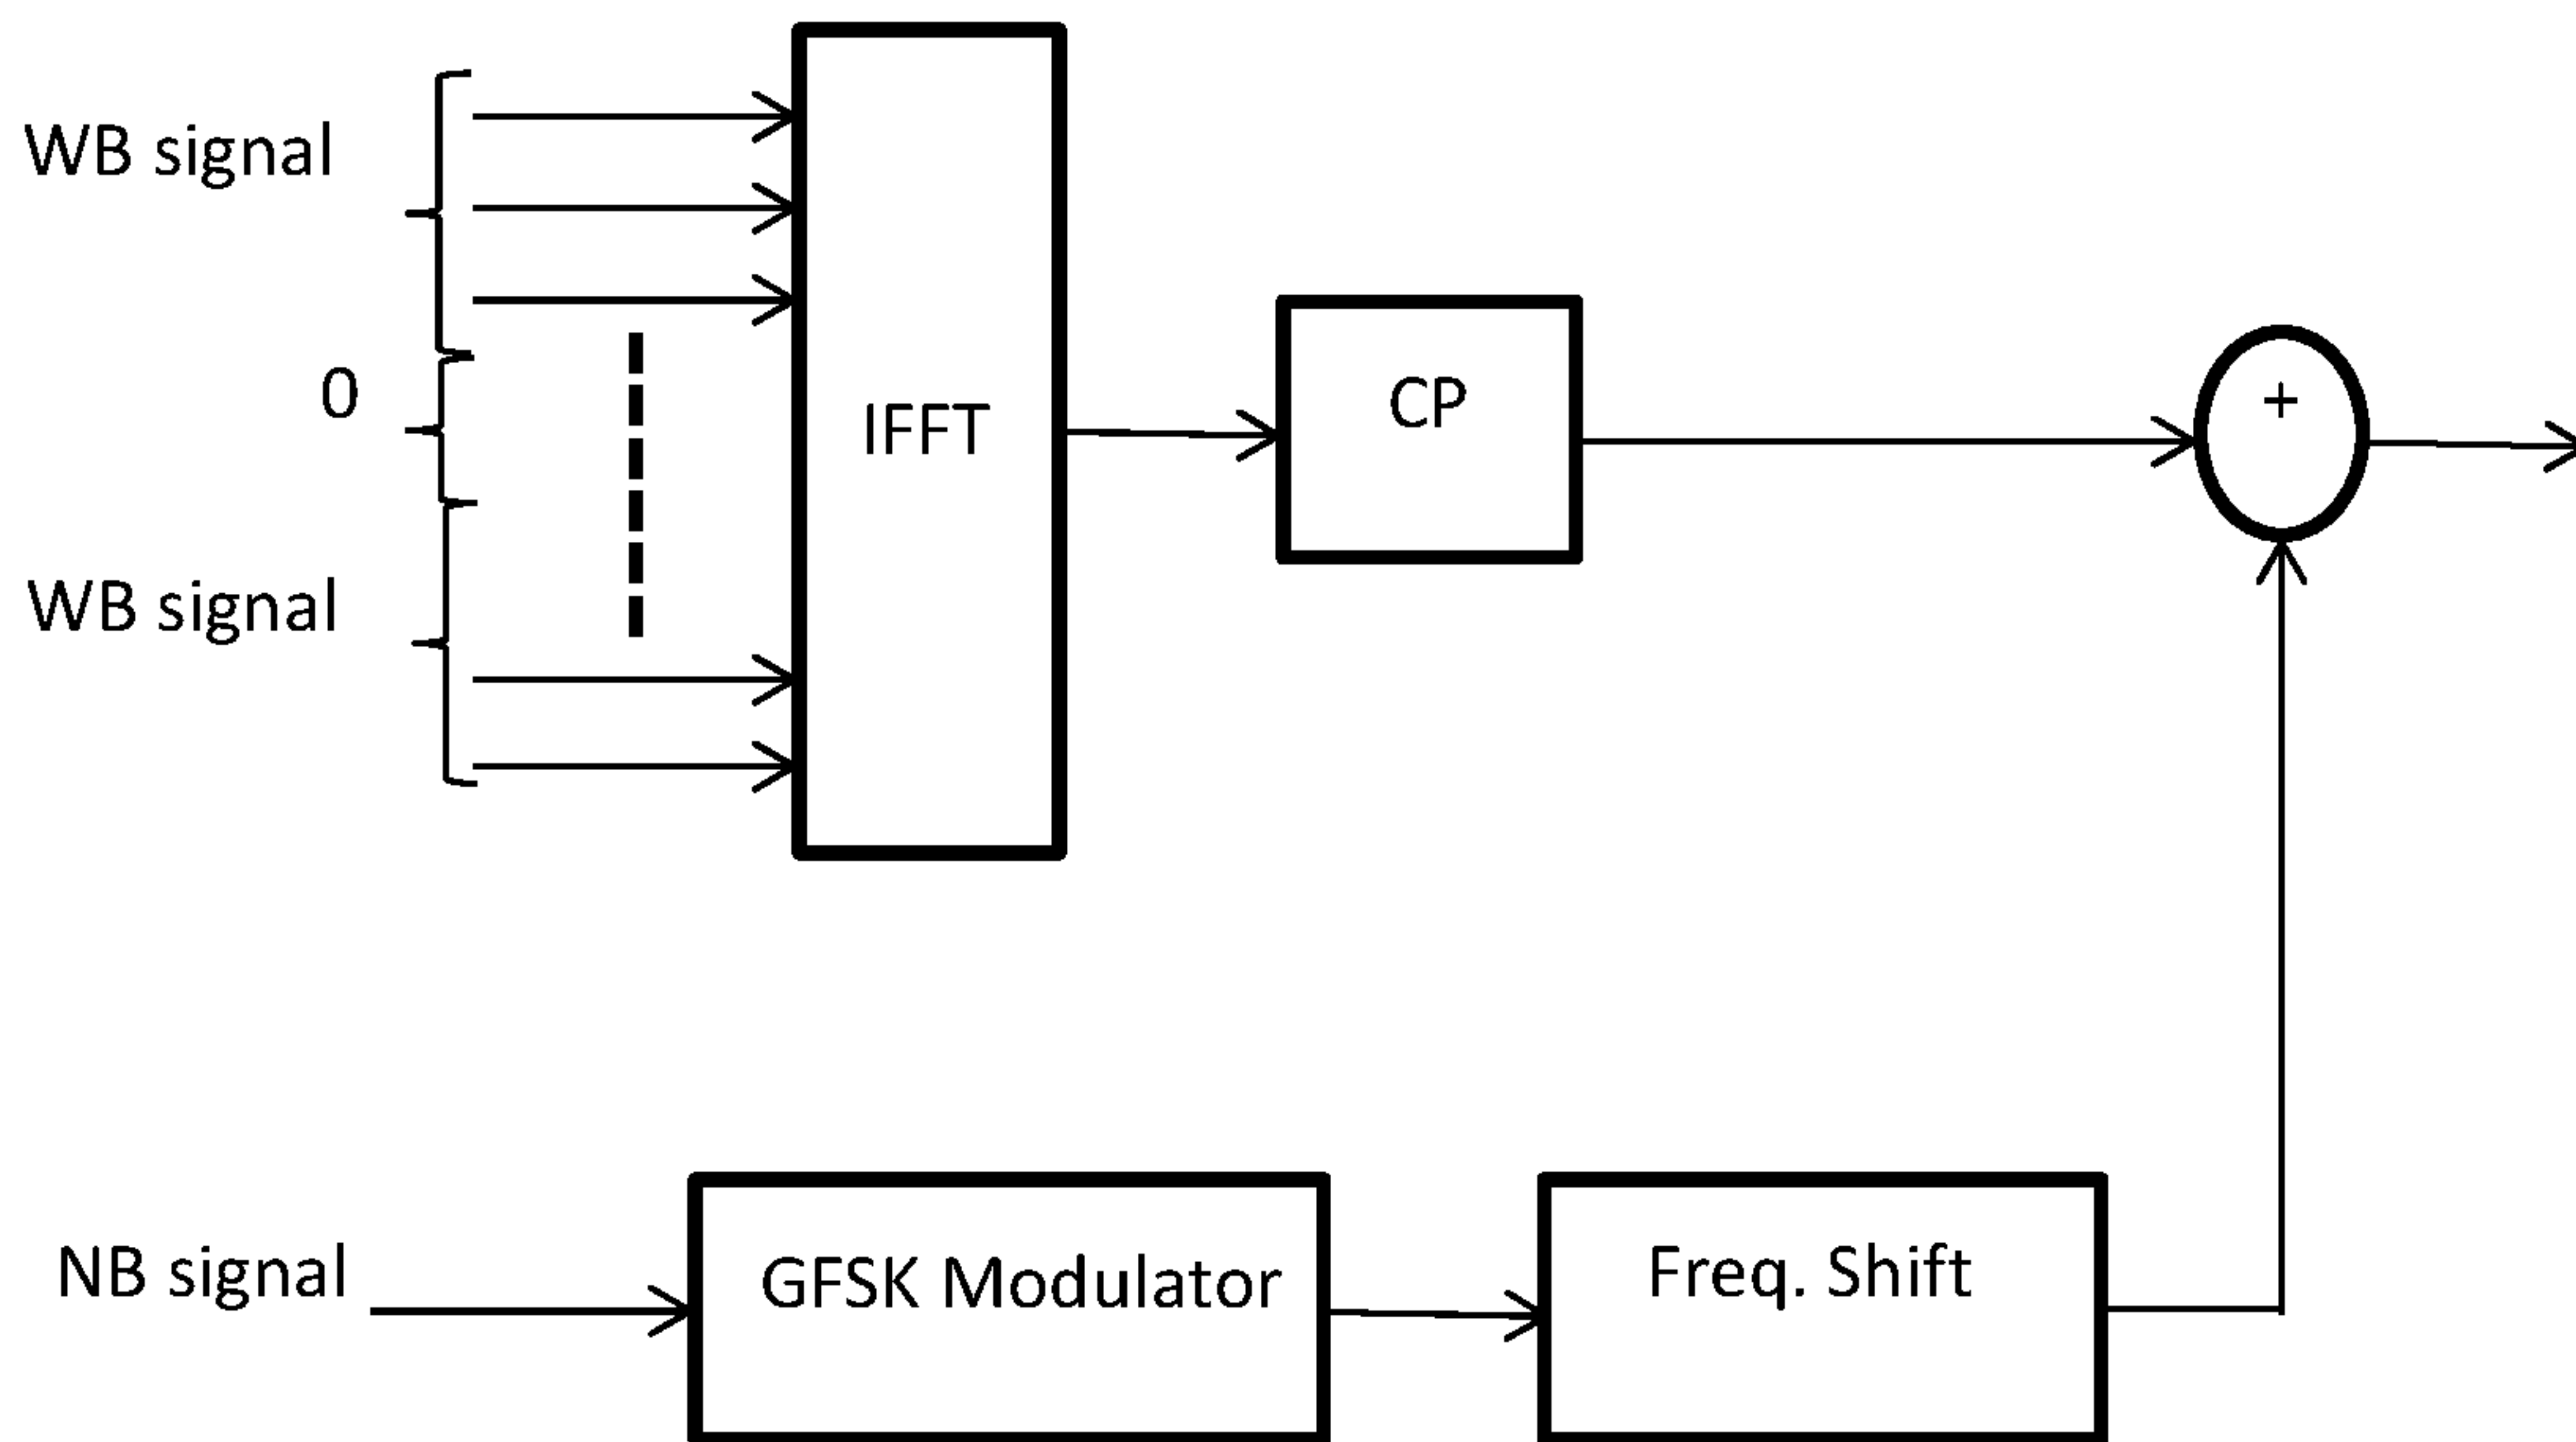 WB signal
0
WB signal
IFFT
CP
+
NB signal
GFSK Modulator
Freq. Shift